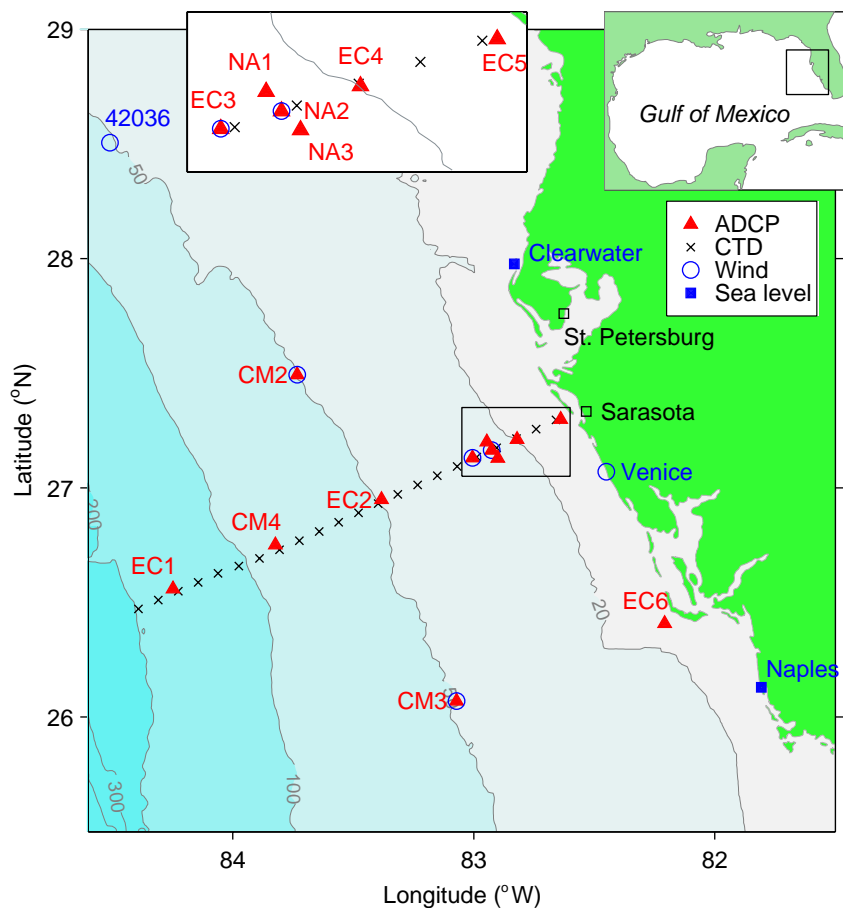 29
28
27
26
84
83
82
Latitude (°N)
Longitude (°W)
EC4
EC5
NA1
EC3
NA2
NA3
42036
Gulf of Mexico
ADCP
CTD
Wind
Sea level
Clearwater
St. Petersburg
CM2
Sarasota
Venice
EC2
CM4
EC1
EC6
Naples
CM3
50
200
20
100
300